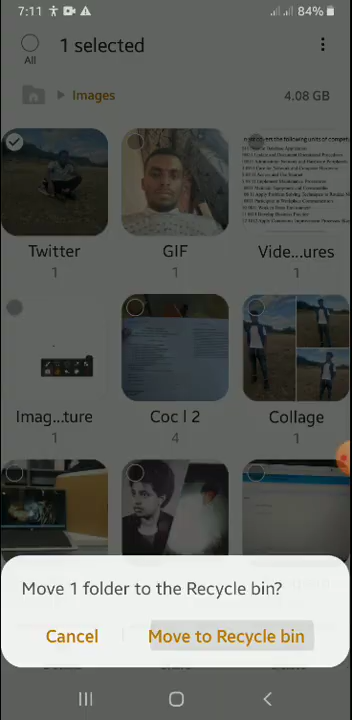 7:11
84%
1 selected
All
Images
4.08 GB
Twitter
GIF
Vide...ures
1
1
1
Imag...ture
Coc l 2
Collage
1
4
1
Move 1 folder to the Recycle bin?
Cancel
Move to Recycle bin